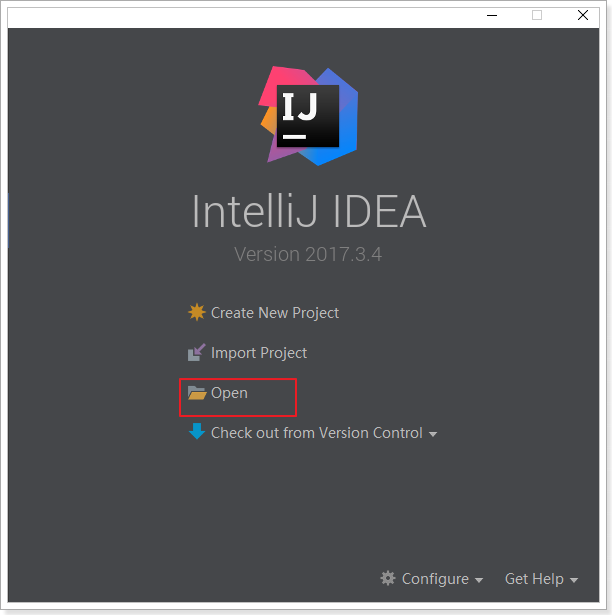 IJ
IntelliJ IDEA
Version 2017.3.4
Create New Project
Import Project
Open
Check out from Version Control
Configure Get Help